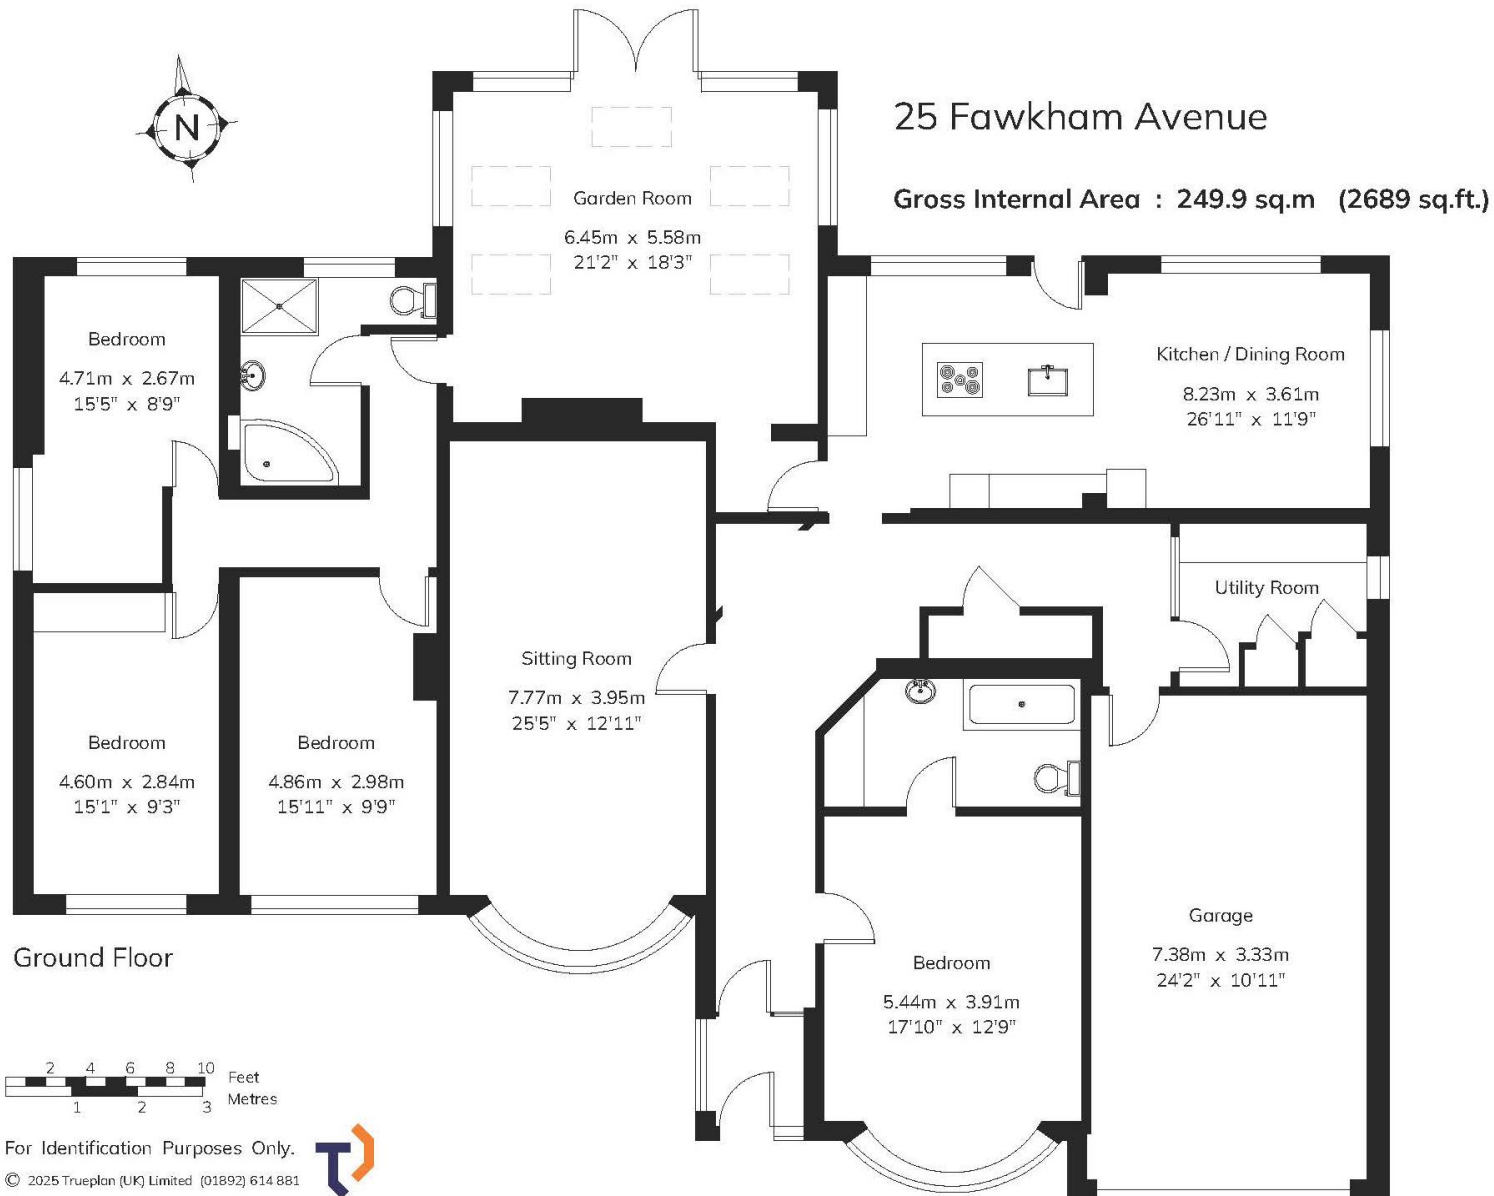 25 Fawkham Avenue
Gross Internal Area : 249.9 sq.m (2689 sq.ft.)
N
Garden Room
6.45m x 5.58m
21'2" x 18'3"
Bedroom
4.71m x 2.67m
15'5" x 8'9"
Kitchen / Dining Room
8.23m x 3.61m
26'11" x 11'9"
Utility Room
Sitting Room
7.77m x 3.95m
25'5" x 12'11"
Bedroom
4.60m x 2.84m
15'1" x 9'3"
Bedroom
4.86m x 2.98m
15'11" x 9'9"
Garage
7.38m x 3.33m
24'2" x 10'11"
Bedroom
5.44m x 3.91m
17'10" x 12'9"
Ground Floor
2 4 6 8 10 Feet
1 2 3 Metres
For Identification Purposes Only.
© 2025 Trueplan (UK) Limited (01892) 614 881